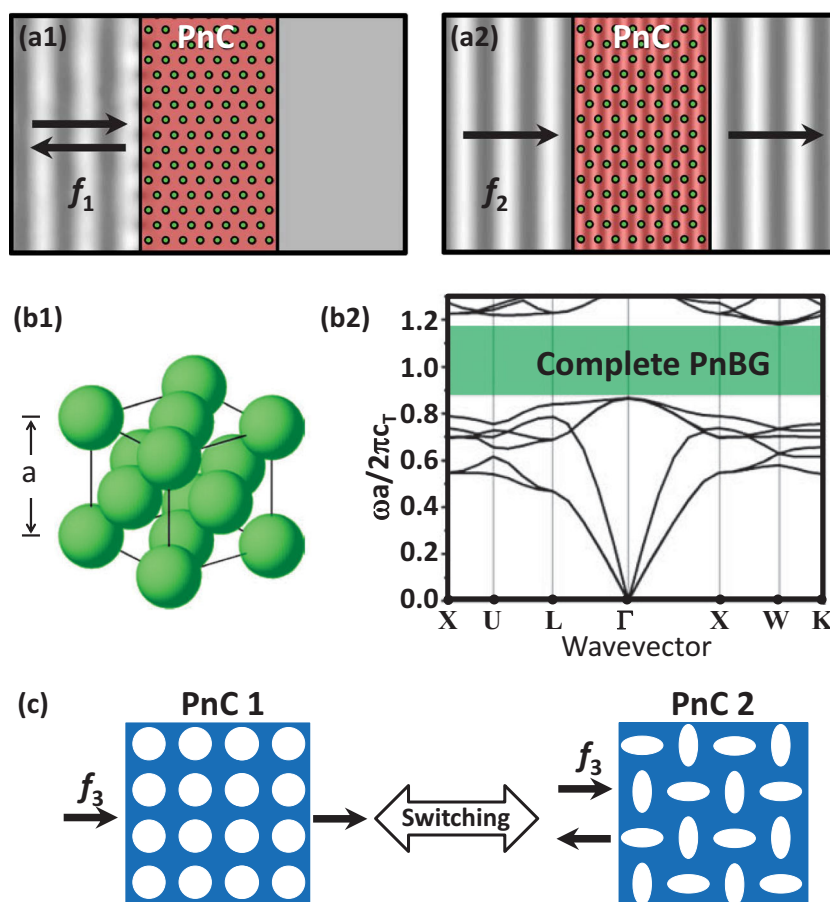 (a1)
PnC
f₁
(a2)
PnC
f₂
(b1)
a
(b2)
Complete PnBG
ωa/2πc_T
1.2
1.0
0.8
0.6
0.4
0.2
0.0
X U L Γ X W K
Wavevector
(c)
PnC 1
f₃
Switching
PnC 2
f₃